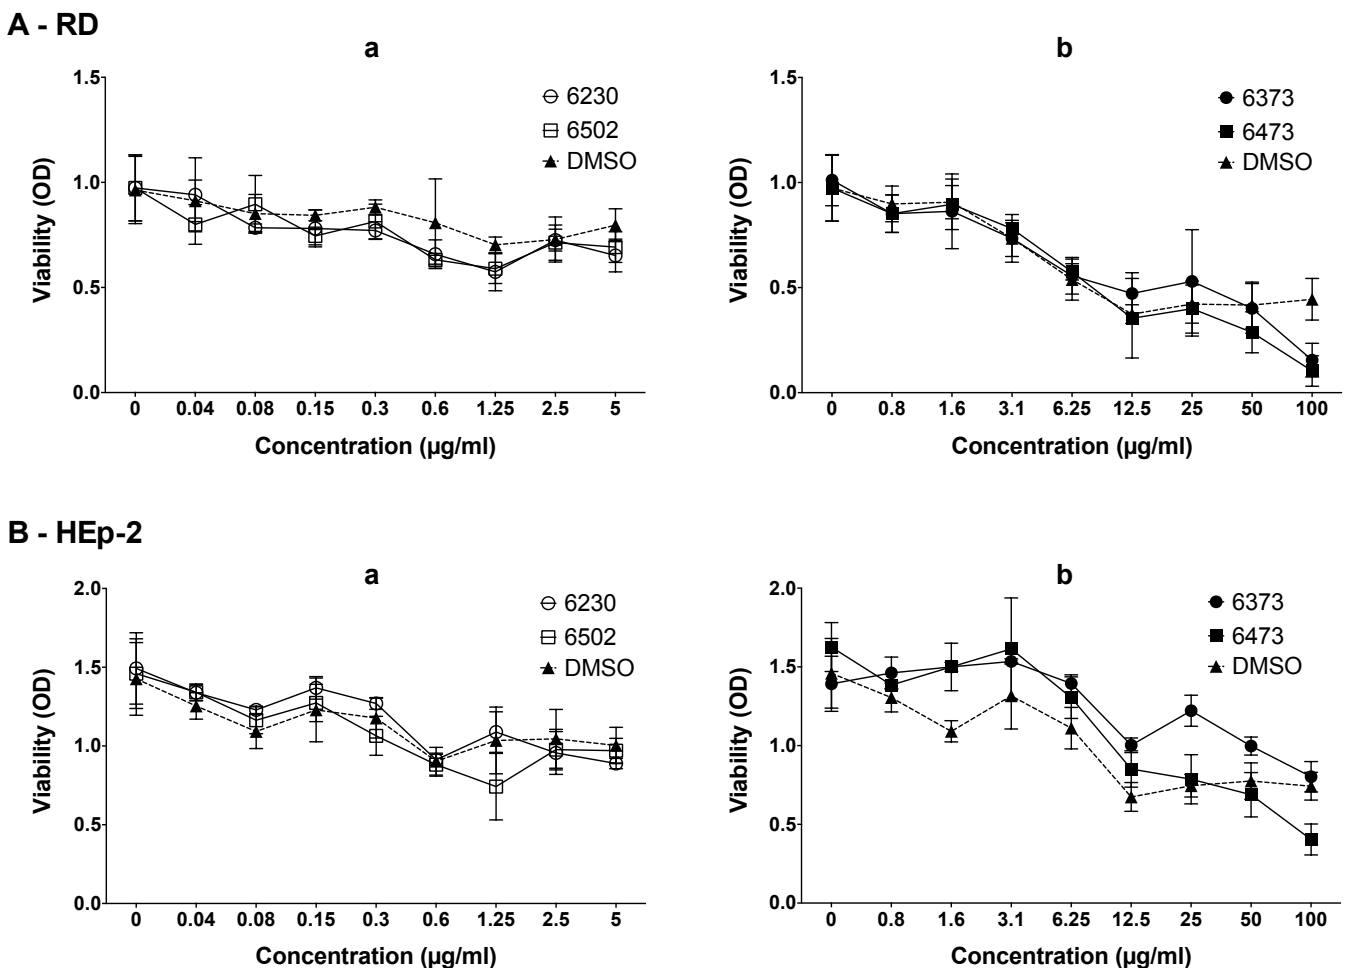 A - RD
a
1.5
1.0
0.5
0.0
Viability (OD)
6230
6502
DMSO
0 0.04 0.08 0.15 0.3 0.6 1.25 2.5 5
Concentration (µg/ml)
b
1.5
1.0
0.5
0.0
Viability (OD)
6373
6473
DMSO
0 0.8 1.6 3.1 6.25 12.5 25 50 100
Concentration (µg/ml)
B - HEp-2
a
2.0
1.5
1.0
0.5
0.0
Viability (OD)
6230
6502
DMSO
0 0.04 0.08 0.15 0.3 0.6 1.25 2.5 5
Concentration (µg/ml)
b
2.0
1.5
1.0
0.5
0.0
Viability (OD)
6373
6473
DMSO
0 0.8 1.6 3.1 6.25 12.5 25 50 100
Concentration (µg/ml)